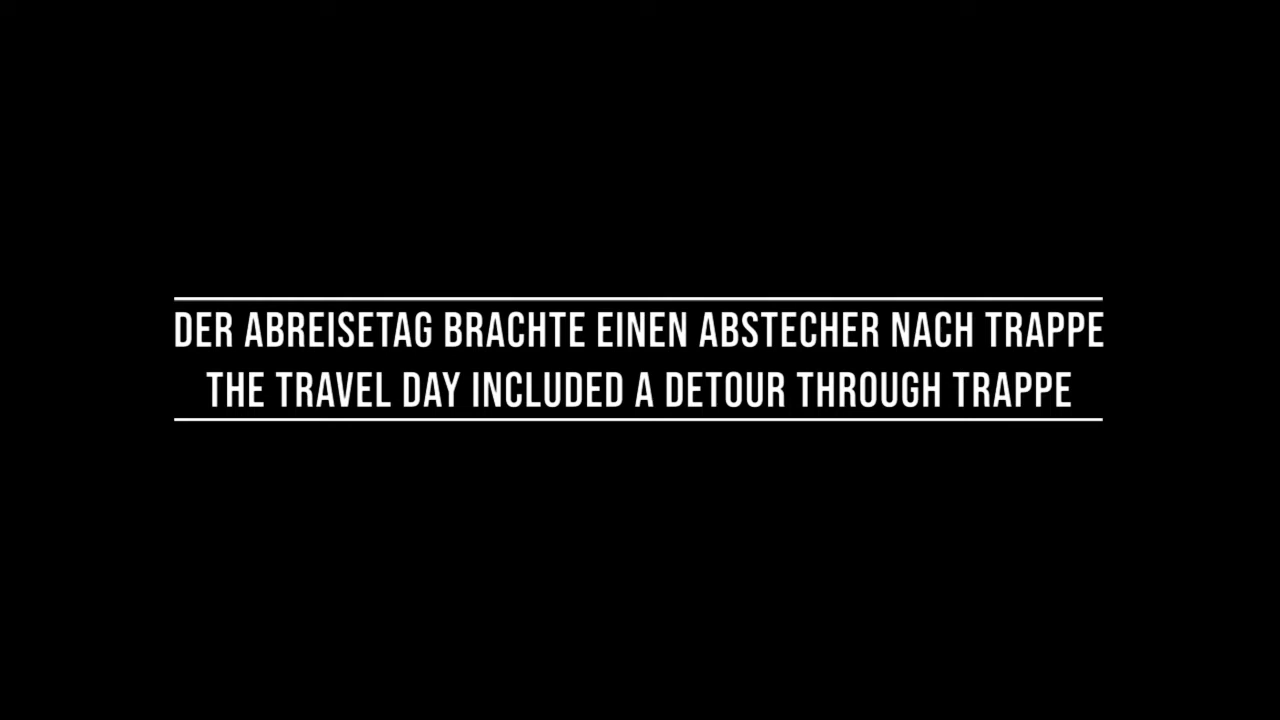 DER ABREISETAG BRACHTE EINEN ABSTECHER NACH TRAPPE
THE TRAVEL DAY INCLUDED A DETOUR THROUGH TRAPPE